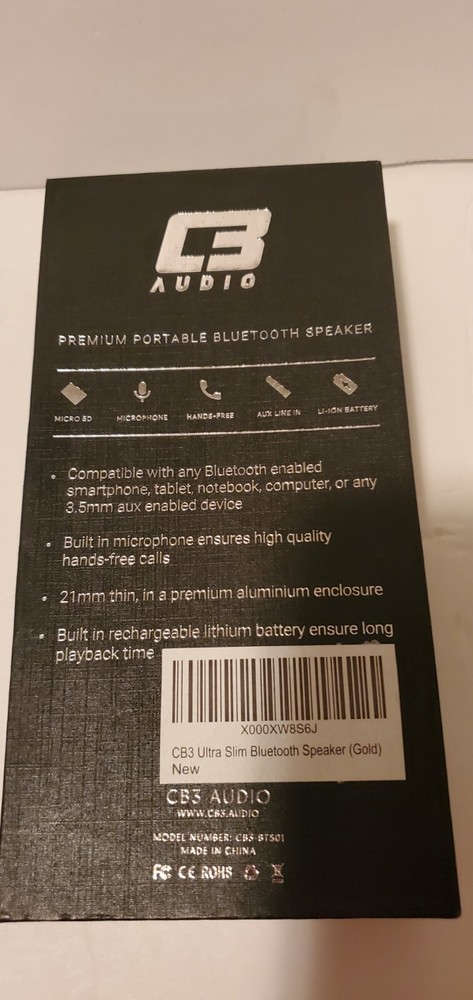 CB
AUDIO
PREMIUM PORTABLE BLUETOOTH SPEAKER
MICRO SD MICROPHONE HANDS-FREE AUX LINE IN LI-ION BATTERY
• Compatible with any Bluetooth enabled
smartphone, tablet, notebook, computer, or any
3.5mm aux enabled device
• Built in microphone ensures high quality
hands-free calls
• 21mm thin, in a premium aluminium enclosure
• Built in rechargeable lithium battery ensure long
playback time
X000XW8S6J
CB3 Ultra Slim Bluetooth Speaker (Gold)
New
CB3 AUDIO
WWW.CB3.AUDIO
MODEL NUMBER: CB3-BTS01
MADE IN CHINA
FC CE ROHS